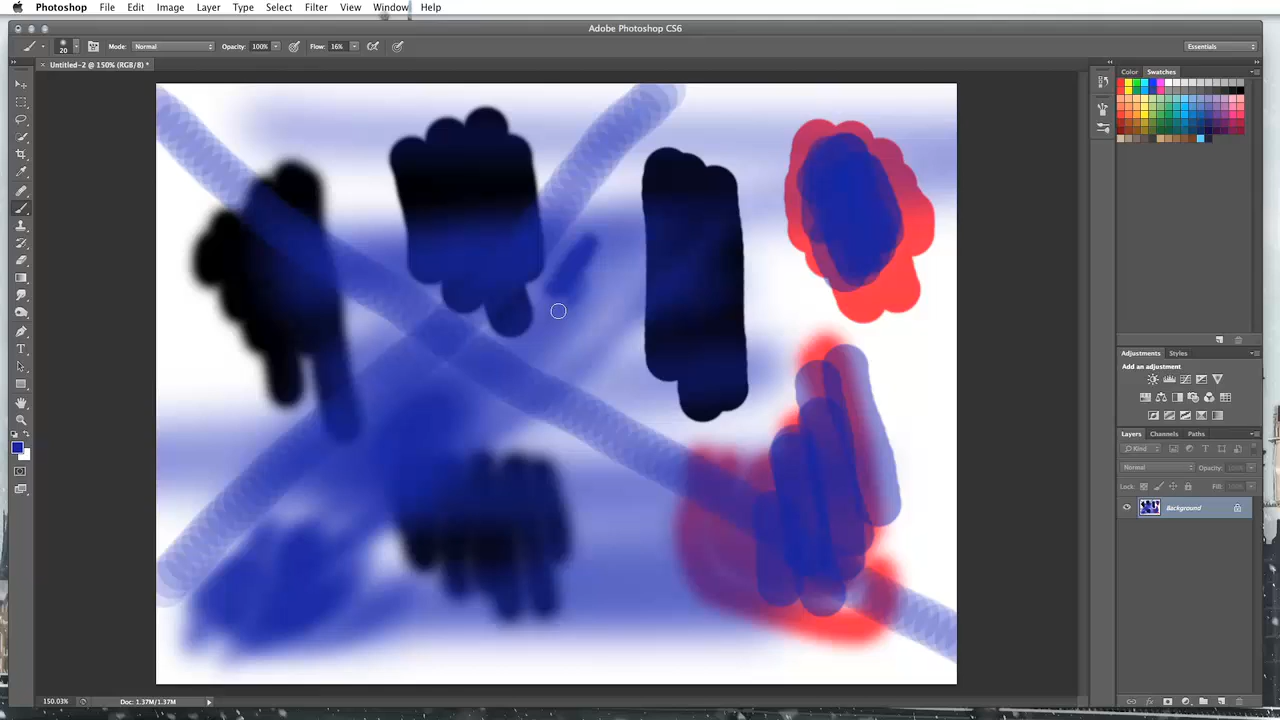 Photoshop File Edit Image Layer Type Select Filter View Window Help
Adobe Photoshop CS6
20 Mode: Normal Opacity: 100% Flow: 16% Essentials
× Untitled-2 @ 150% (RGB/8) *
Color Swatches
Adjustments Styles
Add an adjustment
Layers Channels Paths
Kind
Normal Opacity:
Lock: Fill:
Background
150.03% Doc: 1.37M/1.37M